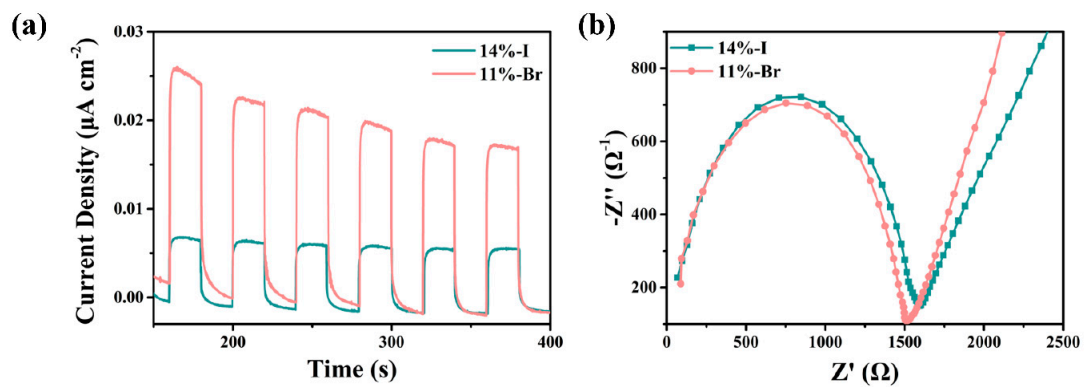 (a)
0.03
0.02
0.01
0.00
Current Density (μA cm⁻²)
200
300
400
Time (s)
14%-I
11%-Br
(b)
800
600
400
200
-Z'' (Ω⁻¹)
0
500
1000
1500
2000
2500
Z' (Ω)
14%-I
11%-Br